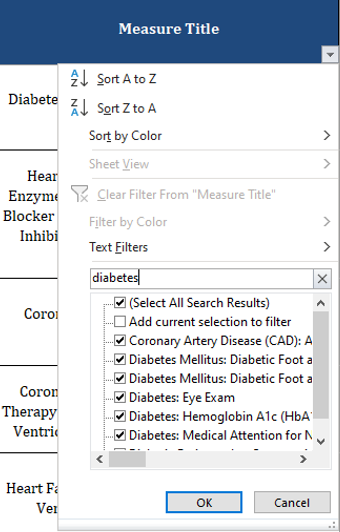 Measure Title
Sort A to Z
Sort Z to A
Diabete
Sort by Color
Sheet View
Hear
Enzyme
Blocker
Inhibi
Clear Filter From "Measure Title"
Filter by Color
Text Filters
diabetes
(Select All Search Results)
Add current selection to filter
Coro
Coronary Artery Disease (CAD): A
Diabetes Mellitus: Diabetic Foot a
Diabetes Mellitus: Diabetic Foot a
Diabetes: Eye Exam
Coron
Therapy
Ventric
Diabetes: Hemoglobin A1c (HbA
Diabetes: Medical Attention for N
Heart Fa
Ver
OK
Cancel